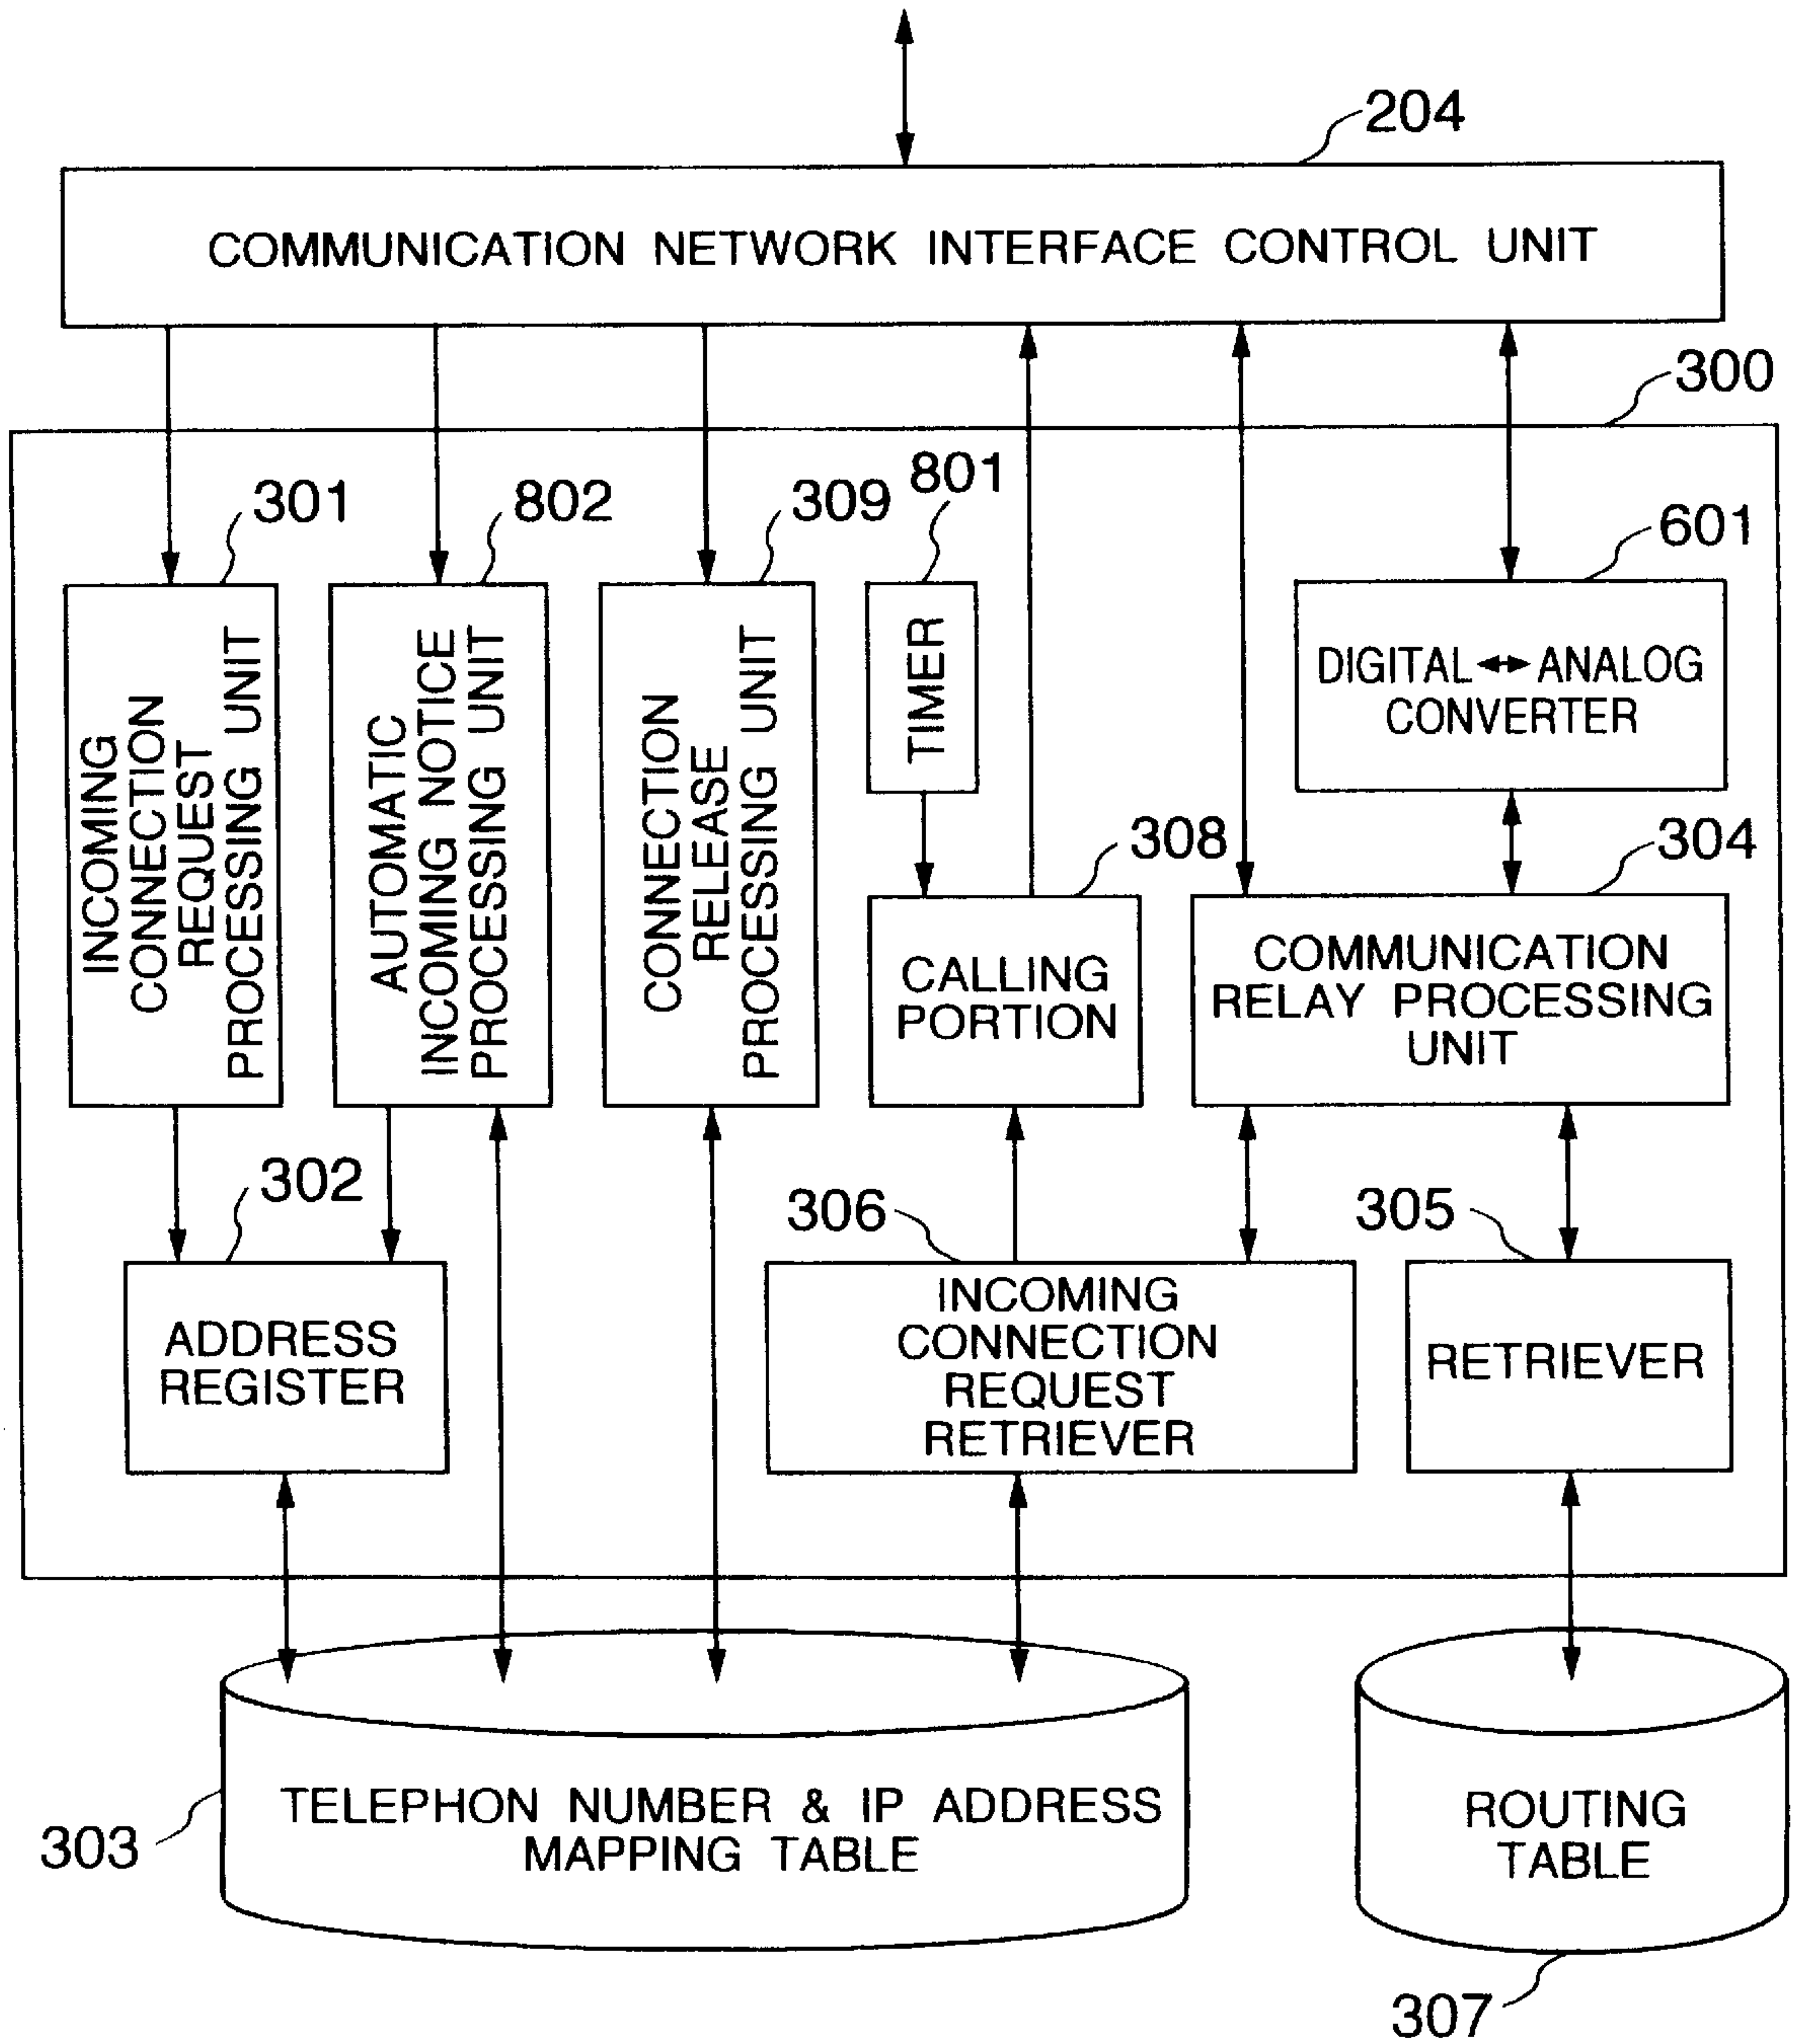 204
COMMUNICATION NETWORK INTERFACE CONTROL UNIT
300
301
802
309
801
601
INCOMING
CONNECTION
REQUEST
PROCESSING UNIT
AUTOMATIC
INCOMING NOTICE
PROCESSING UNIT
CONNECTION
RELEASE
PROCESSING UNIT
TIMER
DIGITAL ↔ ANALOG
CONVERTER
308
304
CALLING
PORTION
COMMUNICATION
RELAY PROCESSING
UNIT
302
306
305
ADDRESS
REGISTER
INCOMING
CONNECTION
REQUEST
RETRIEVER
RETRIEVER
303
TELEPHON NUMBER & IP ADDRESS
MAPPING TABLE
ROUTING
TABLE
307